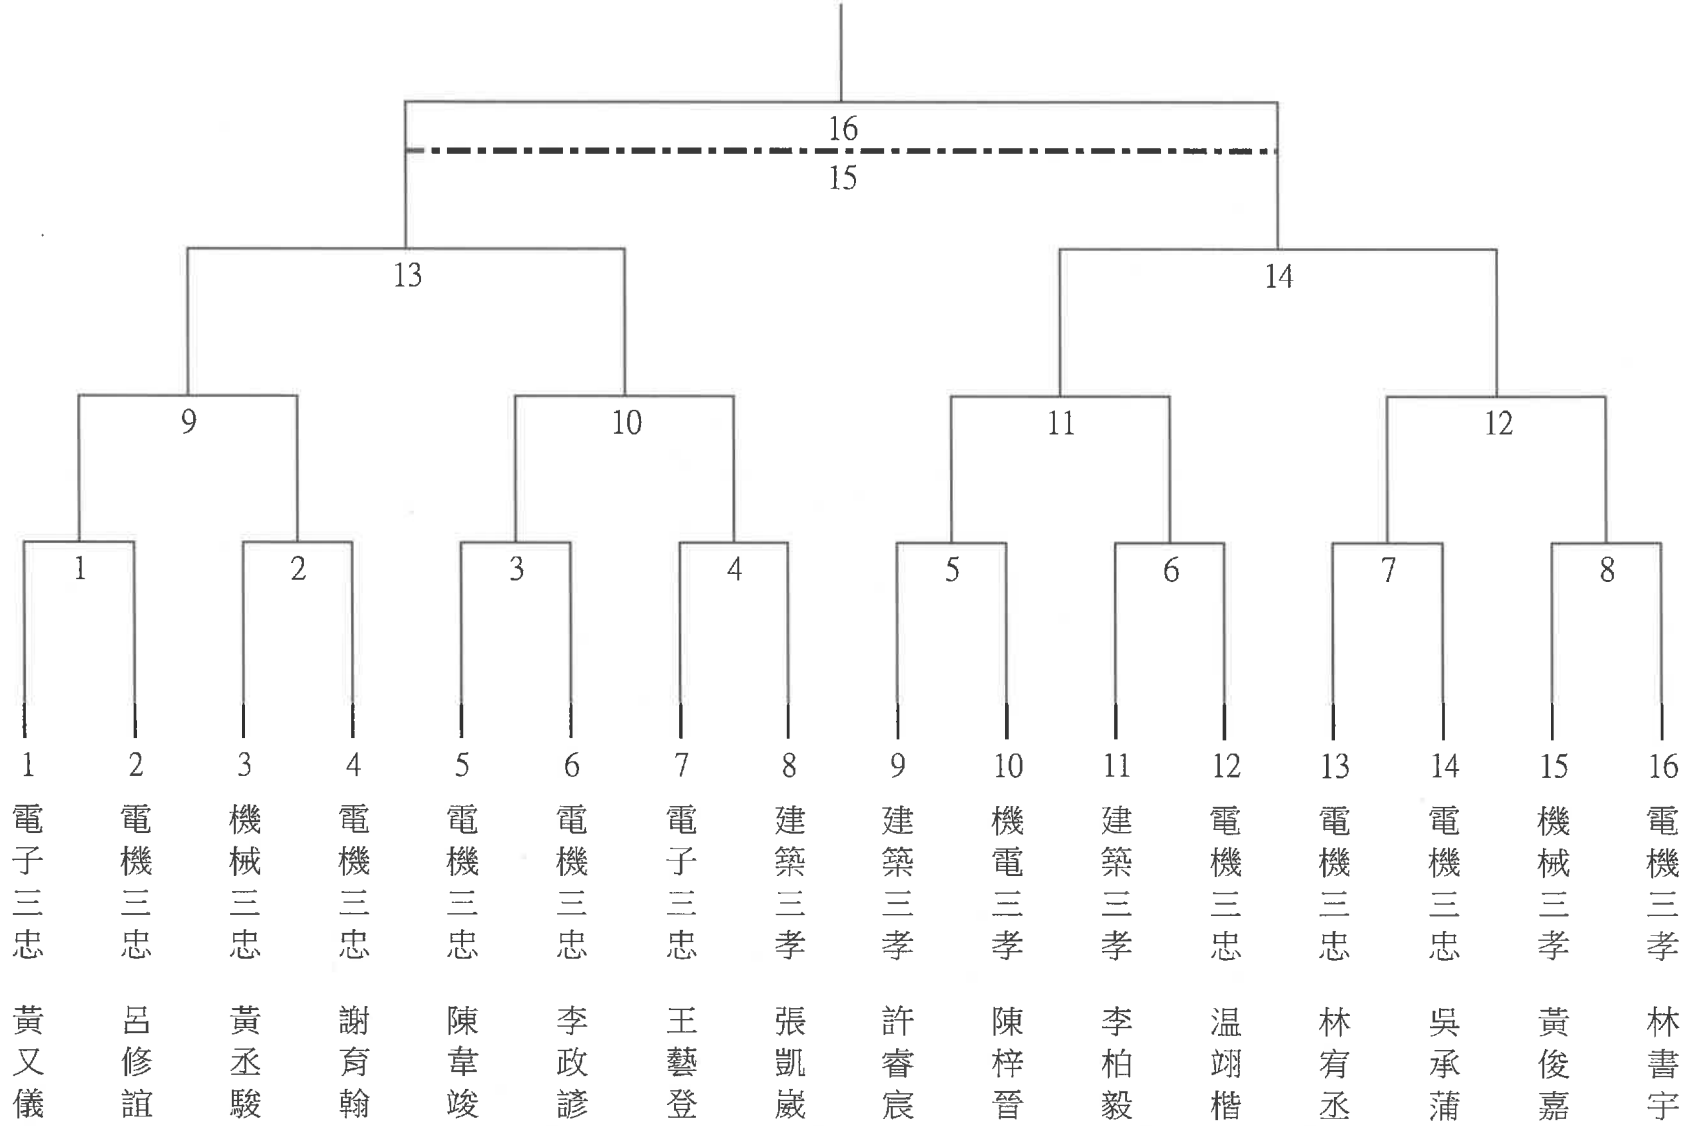 16
15
13
14
9
10
11
12
1
2
3
4
5
6
7
8
1
2
3
4
5
6
7
8
9
10
11
12
13
14
15
16
電子三忠 黃又儀
電機三忠 呂修誼
機械三忠 黃丞駿
電機三忠 謝育翰
電機三忠 陳韋竣
電機三忠 李政諺
電子三忠 王藝登
建築三孝 張凱崴
建築三孝 許睿宸
機電三孝 陳梓晉
建築三孝 李柏毅
電機三忠 温翊楷
電機三忠 林宥丞
電機三忠 吳承蒲
機械三孝 黃俊嘉
電機三孝 林書宇